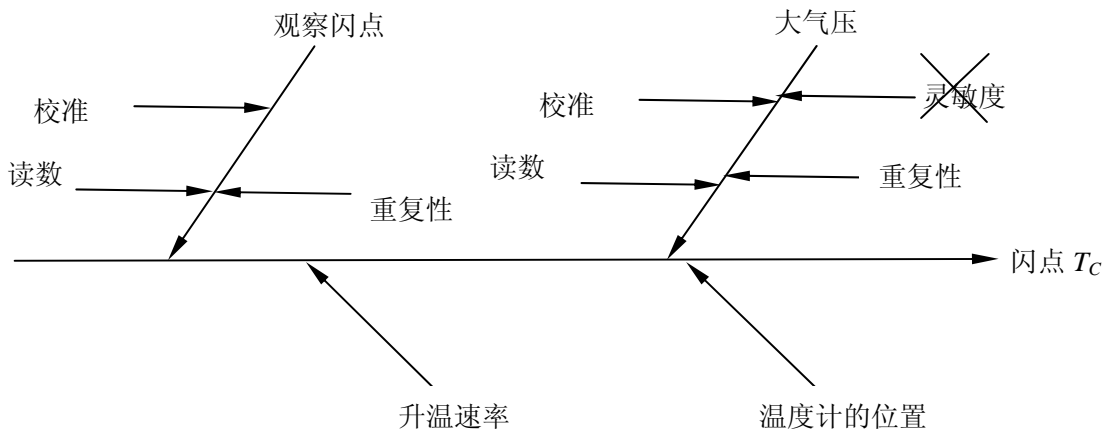 观察闪点
大气压
校准
校准
灵敏度
读数
读数
重复性
重复性
闪点 T_C
升温速率
温度计的位置